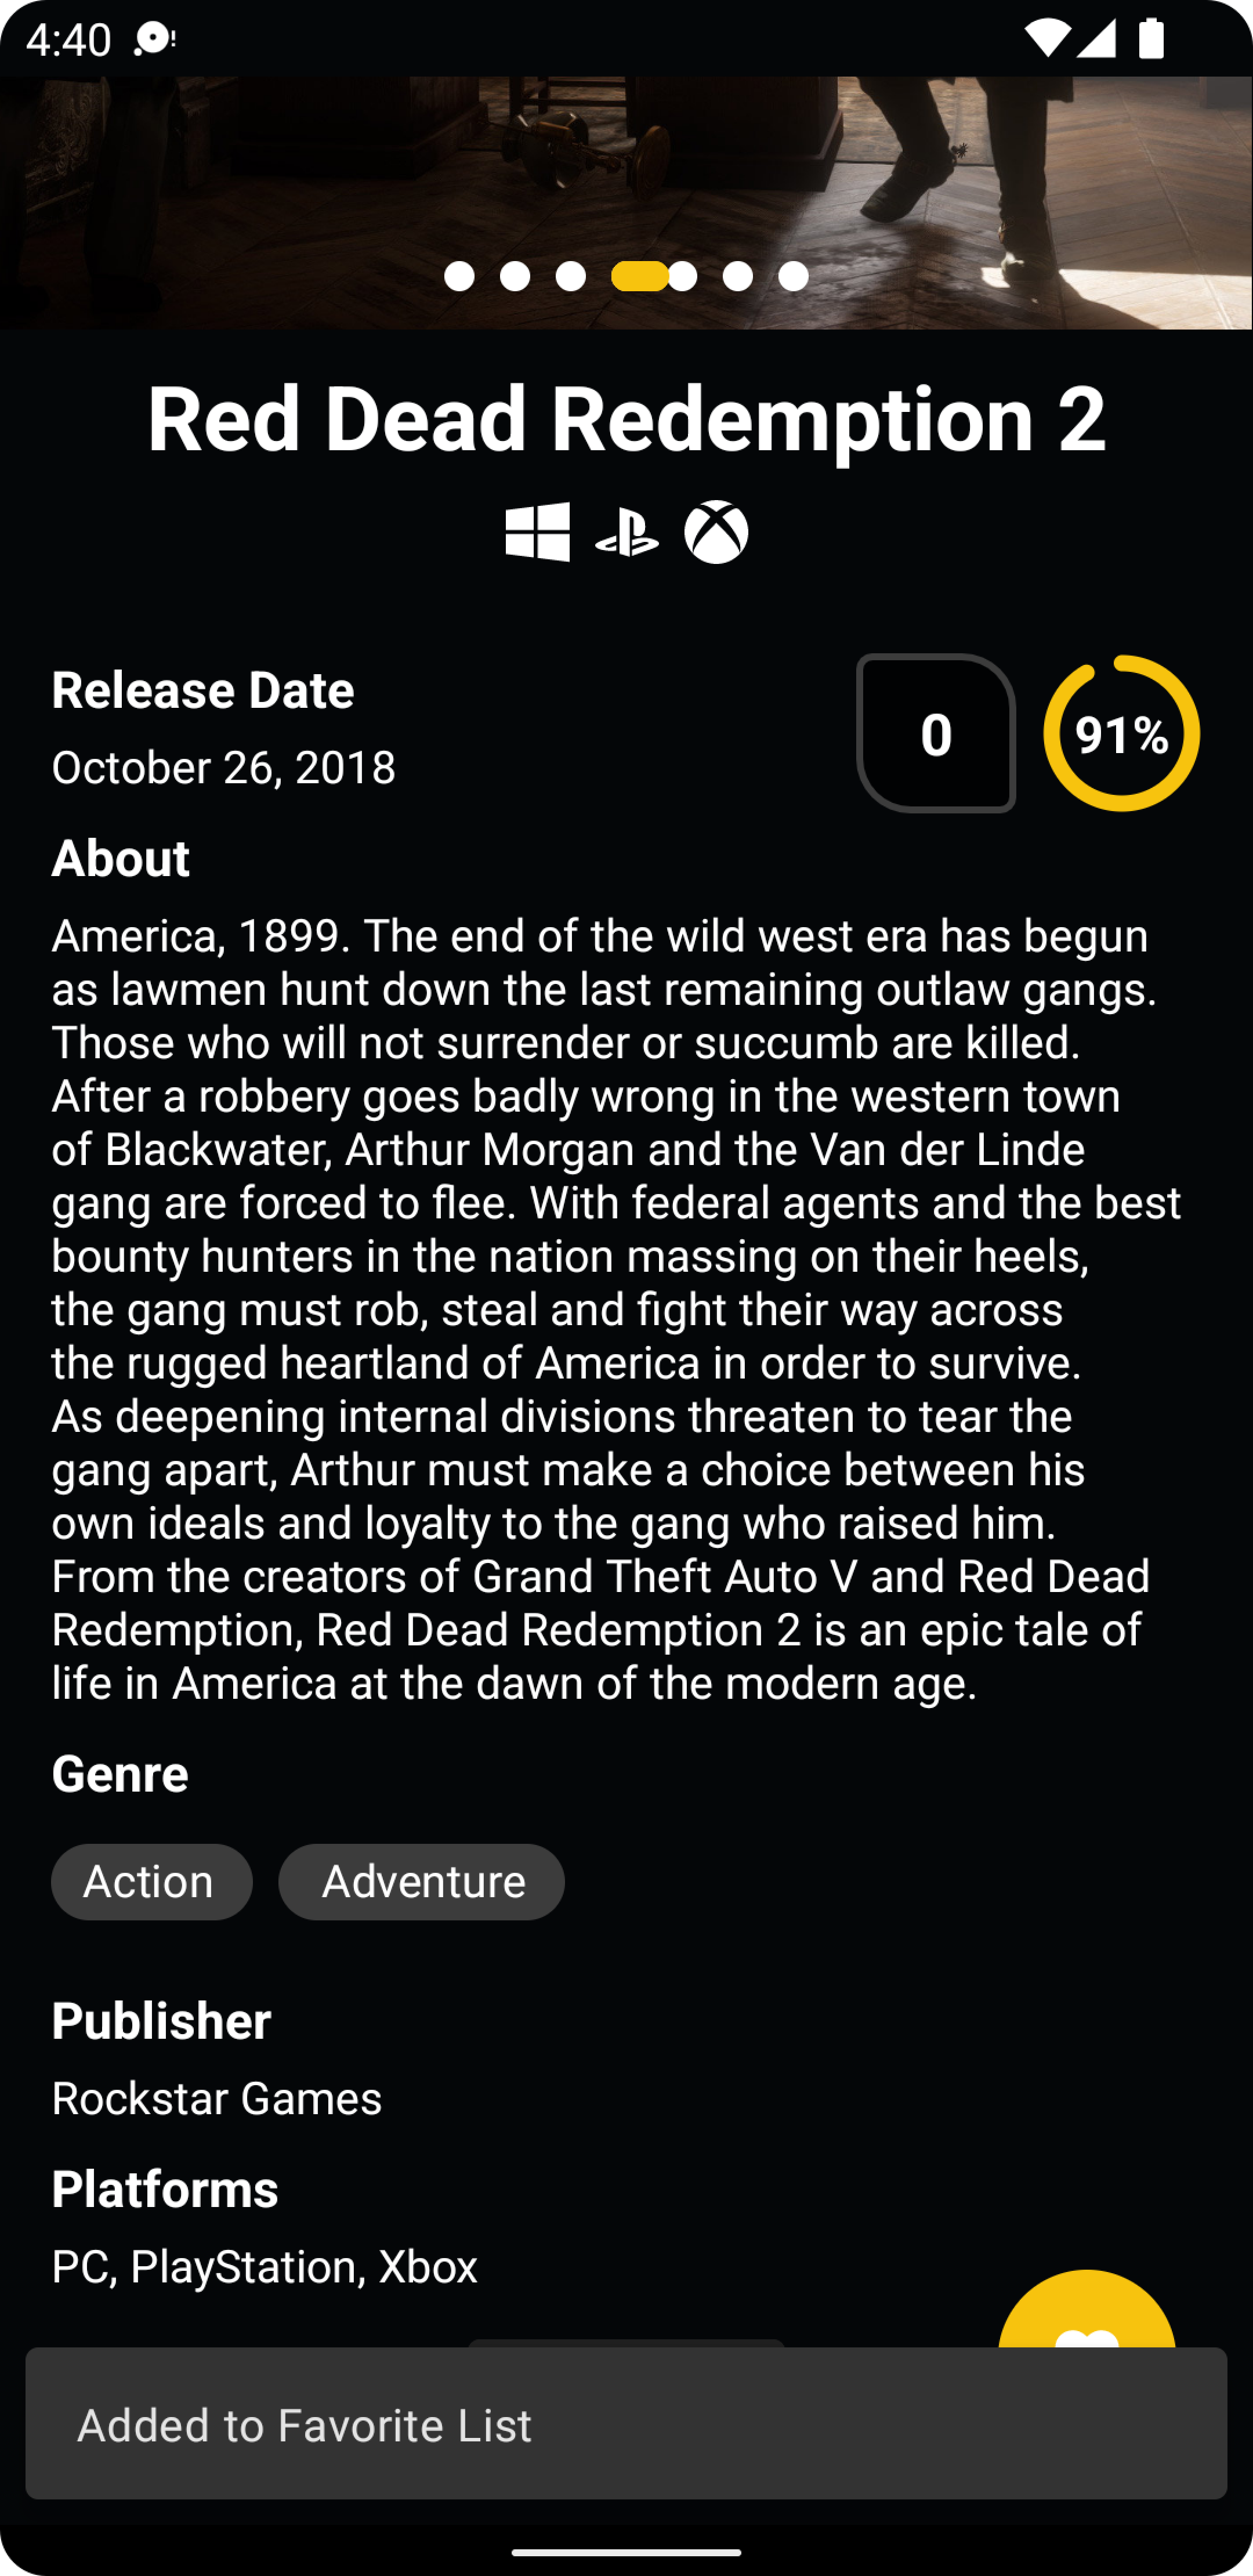 4:40
Red Dead Redemption 2
Release Date
October 26, 2018
0
91%
About
America, 1899. The end of the wild west era has begun
as lawmen hunt down the last remaining outlaw gangs.
Those who will not surrender or succumb are killed.
After a robbery goes badly wrong in the western town
of Blackwater, Arthur Morgan and the Van der Linde
gang are forced to flee. With federal agents and the best
bounty hunters in the nation massing on their heels,
the gang must rob, steal and fight their way across
the rugged heartland of America in order to survive.
As deepening internal divisions threaten to tear the
gang apart, Arthur must make a choice between his
own ideals and loyalty to the gang who raised him.
From the creators of Grand Theft Auto V and Red Dead
Redemption, Red Dead Redemption 2 is an epic tale of
life in America at the dawn of the modern age.
Genre
Action
Adventure
Publisher
Rockstar Games
Platforms
PC, PlayStation, Xbox
Added to Favorite List